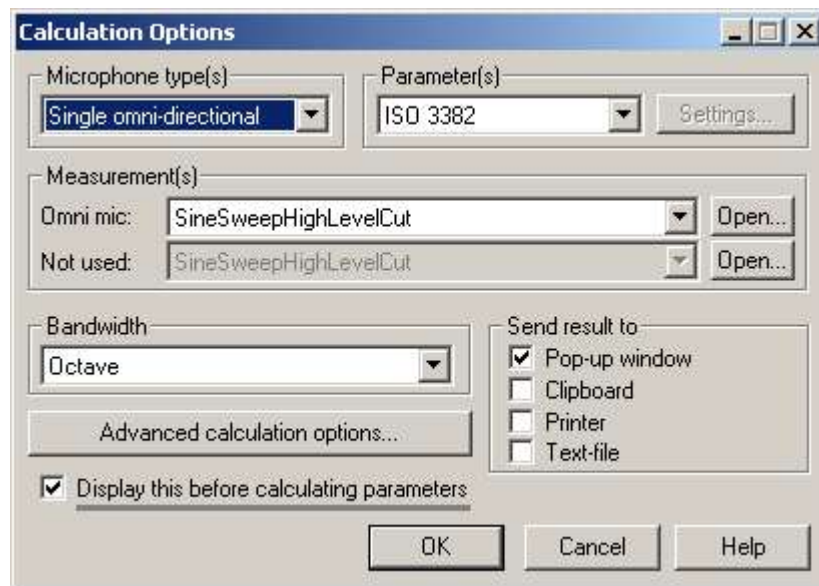 Calculation Options
Microphone type(s)
Single omni-directional
Parameter(s)
ISO 3382
Settings...
Measurement(s)
Omni mic: SineSweepHighLevelCut Open...
Not used: SineSweepHighLevelCut Open...
Bandwidth
Octave
Send result to
Pop-up window
Clipboard
Printer
Text-file
Advanced calculation options...
Display this before calculating parameters
OK Cancel Help